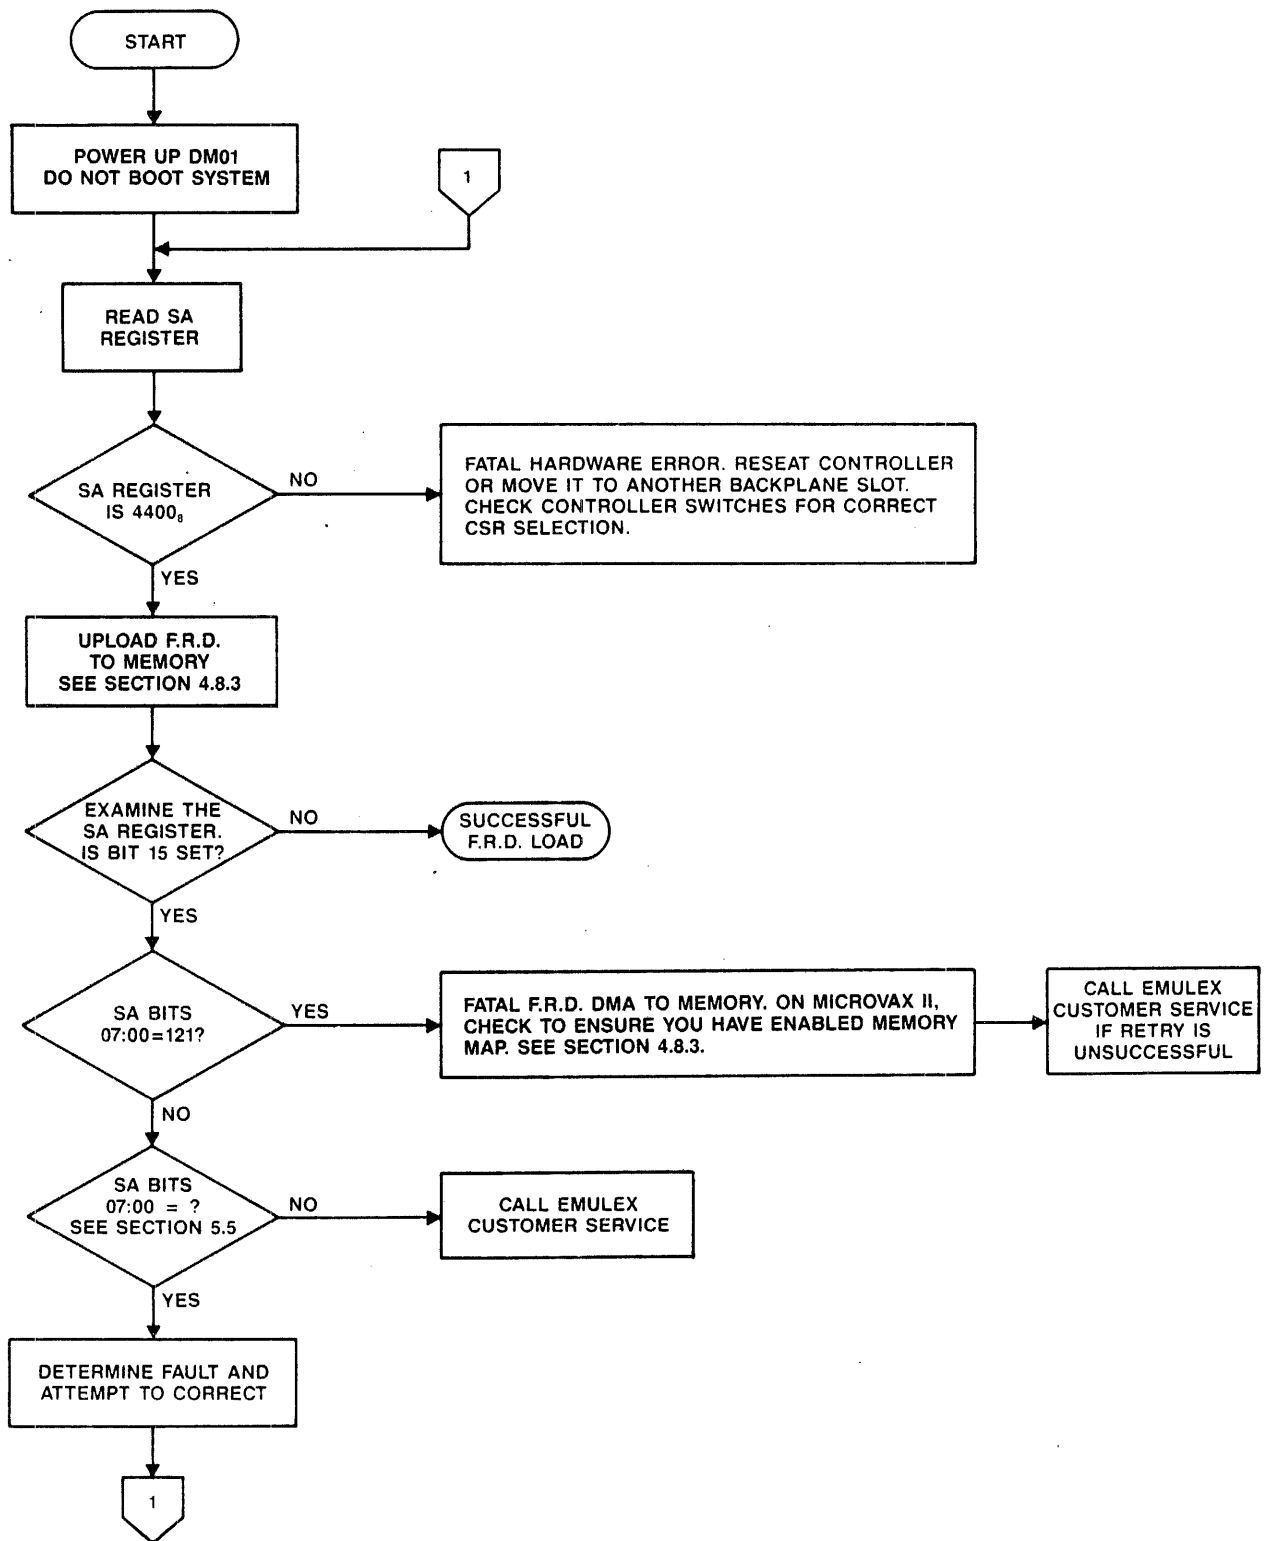 START
POWER UP DM01
DO NOT BOOT SYSTEM
1
READ SA
REGISTER
SA REGISTER
IS 4400₈
NO
FATAL HARDWARE ERROR. RESEAT CONTROLLER
OR MOVE IT TO ANOTHER BACKPLANE SLOT.
CHECK CONTROLLER SWITCHES FOR CORRECT
CSR SELECTION.
YES
UPLOAD F.R.D.
TO MEMORY
SEE SECTION 4.8.3
EXAMINE THE
SA REGISTER.
IS BIT 15 SET?
NO
SUCCESSFUL
F.R.D. LOAD
YES
SA BITS
07:00=121?
YES
FATAL F.R.D. DMA TO MEMORY. ON MICROVAX II,
CHECK TO ENSURE YOU HAVE ENABLED MEMORY
MAP. SEE SECTION 4.8.3.
CALL EMULEX
CUSTOMER SERVICE
IF RETRY IS
UNSUCCESSFUL
NO
SA BITS
07:00 = ?
SEE SECTION 5.5
NO
CALL EMULEX
CUSTOMER SERVICE
YES
DETERMINE FAULT AND
ATTEMPT TO CORRECT
1